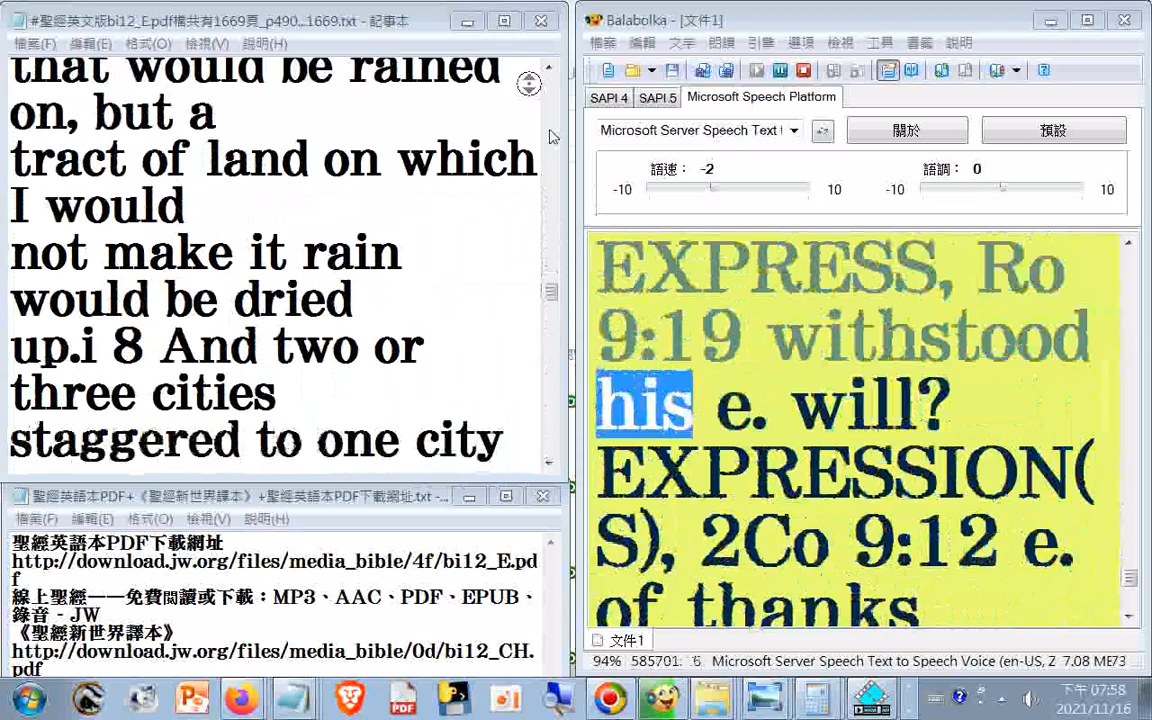 #聖經英文版bi12_E.pdf檔共有1669頁_p490...1669.txt - 記事本
檔案(F) 編輯(E) 格式(O) 檢視(V) 說明(H)
that would be rained
on, but a
tract of land on which
I would
not make it rain
would be dried
up.i 8 And two or
three cities
staggered to one city
聖經英語本PDF+《聖經新世界譯本》+聖經英語本PDF下載網址.txt - ...
檔案(F) 編輯(E) 格式(O) 檢視(V) 說明(H)
聖經英語本PDF下載網址
http://download.jw.org/files/media_bible/4f/bi12_E.pd
f
線上聖經——免費閱讀或下載：MP3、AAC、PDF、EPUB、
錄音 - JW
《聖經新世界譯本》
http://download.jw.org/files/media_bible/0d/bi12_CH.
pdf
Balabolka - [文件1]
檔案 編輯 文字 朗讀 引擎 選項 檢視 工具 書籤 說明
SAPI 4 SAPI 5 Microsoft Speech Platform
Microsoft Server Speech Text 關於 預設
語速： -2 語調： 0
-10 10 -10 10
EXPRESS, Ro
9:19 withstood
his e. will?
EXPRESSION(
S), 2Co 9:12 e.
of thanks
文件1
94% 585701: 6 Microsoft Server Speech Text to Speech Voice (en-US, Z 7.08 ME73
PDF
下午 07:58
2021/11/16